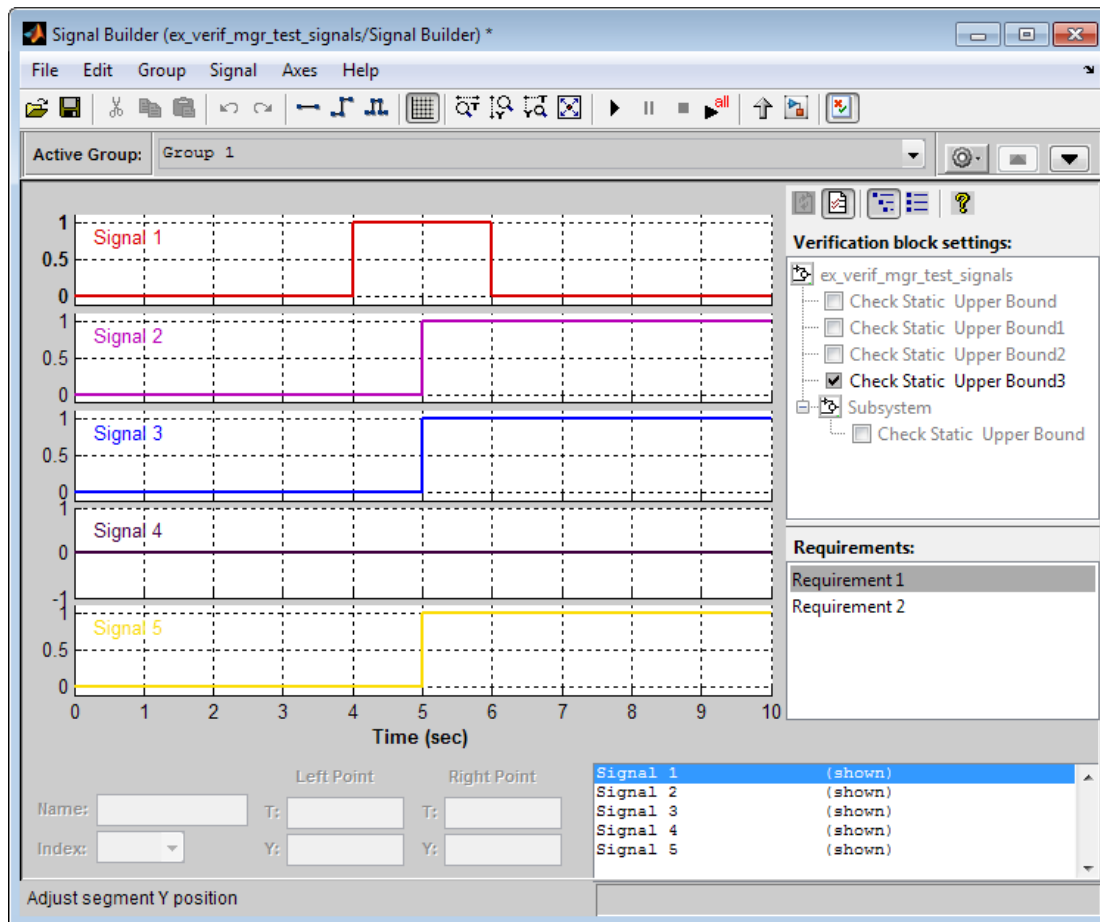 Signal Builder (ex_verif_mgr_test_signals/Signal Builder) *
File Edit Group Signal Axes Help
all
Active Group: Group 1
Signal 1
1
0.5
0
Signal 2
1
0.5
0
Signal 3
1
0.5
0
Signal 4
1
0
-1
Signal 5
1
0.5
0
0 1 2 3 4 5 6 7 8 9 10
Time (sec)
Verification block settings:
ex_verif_mgr_test_signals
Check Static Upper Bound
Check Static Upper Bound1
Check Static Upper Bound2
Check Static Upper Bound3
Subsystem
Check Static Upper Bound
Requirements:
Requirement 1
Requirement 2
Left Point Right Point
Name: T: T:
Index: Y: Y:
Signal 1 (shown)
Signal 2 (shown)
Signal 3 (shown)
Signal 4 (shown)
Signal 5 (shown)
Adjust segment Y position